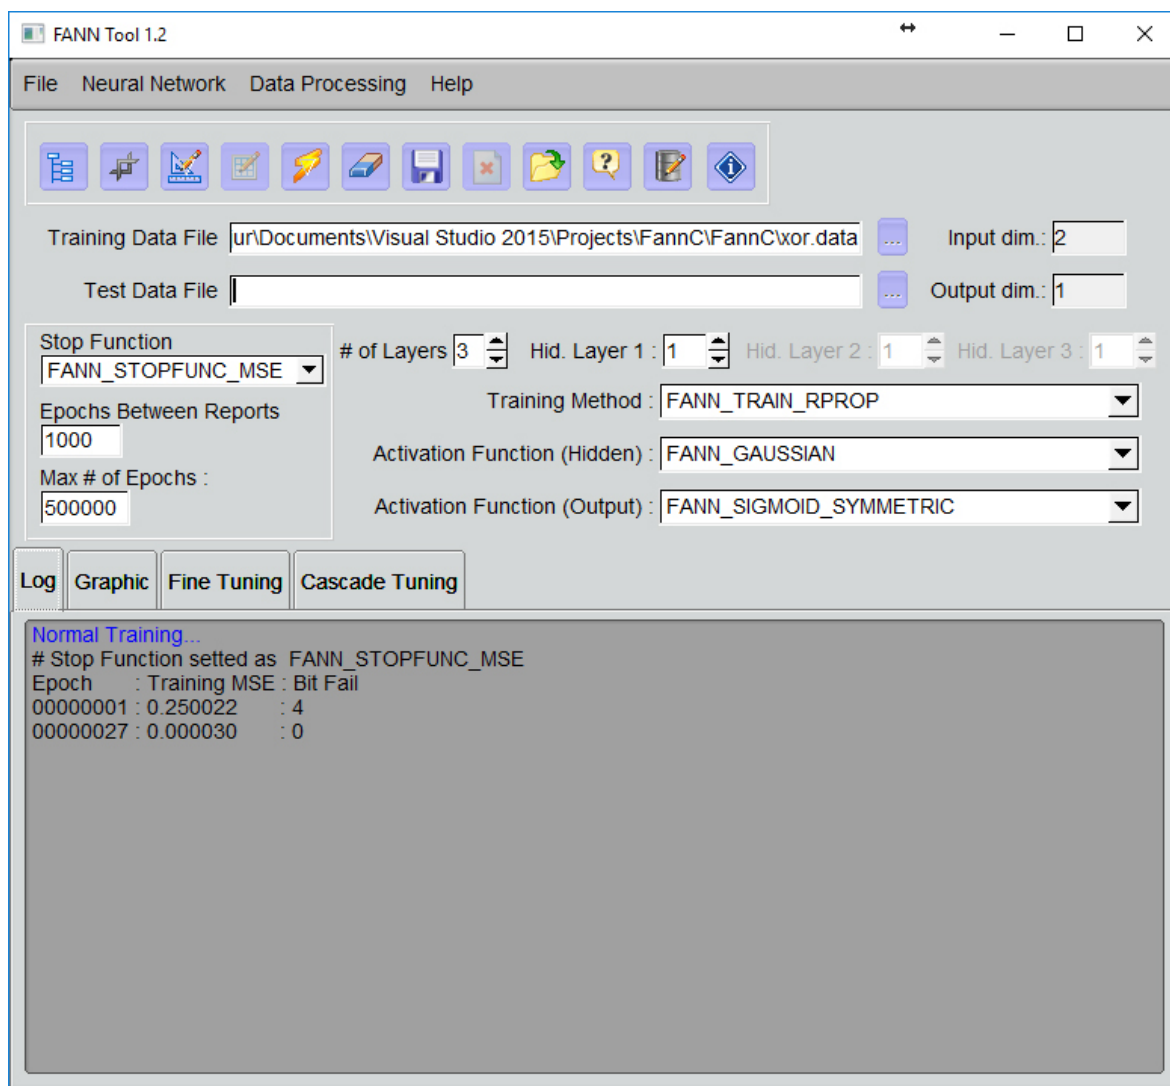 FANN Tool 1.2
File Neural Network Data Processing Help
Training Data File ur\Documents\Visual Studio 2015\Projects\FannC\FannC\xor.data ... Input dim.: 2
Test Data File ... Output dim.: 1
Stop Function
FANN_STOPFUNC_MSE
# of Layers 3 Hid. Layer 1 : 1 Hid. Layer 2 : 1 Hid. Layer 3 : 1
Training Method : FANN_TRAIN_RPROP
Epochs Between Reports
1000
Activation Function (Hidden) : FANN_GAUSSIAN
Max # of Epochs :
500000
Activation Function (Output) : FANN_SIGMOID_SYMMETRIC
Log Graphic Fine Tuning Cascade Tuning
Normal Training...
# Stop Function setted as FANN_STOPFUNC_MSE
Epoch : Training MSE : Bit Fail
00000001 : 0.250022 : 4
00000027 : 0.000030 : 0